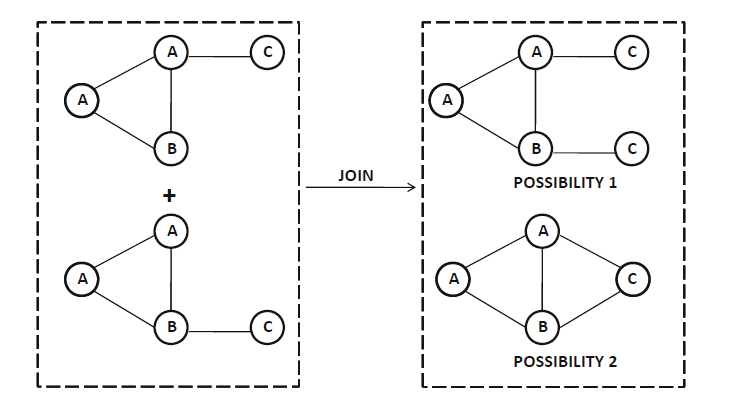 A C A C
A A
B B C
JOIN
POSSIBILITY 1
+
A A
A A C
B C B
POSSIBILITY 2